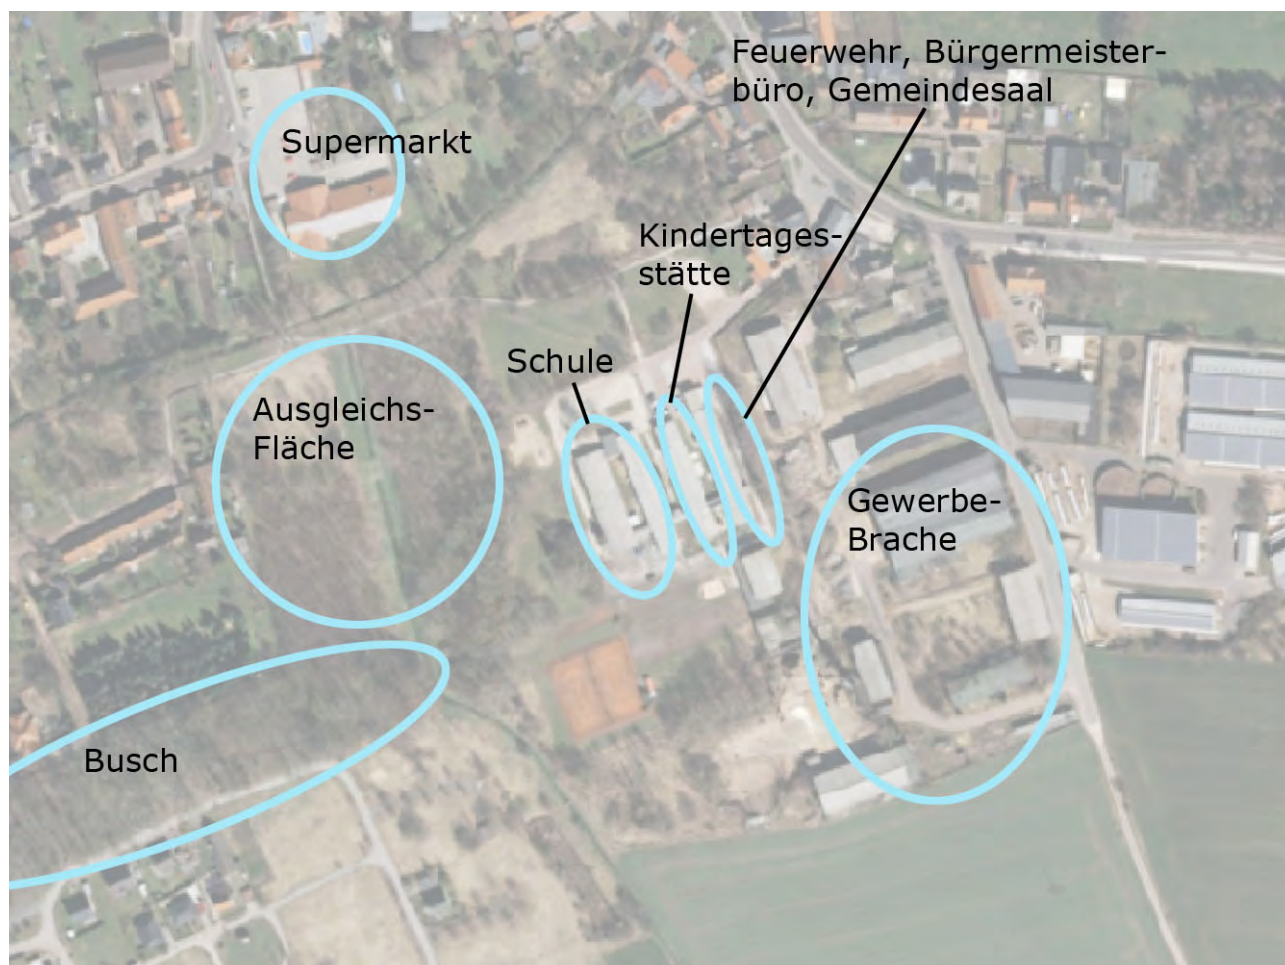 Feuerwehr, Bürgermeister-
büro, Gemeindesaal
Supermarkt
Kindertages-
stätte
Schule
Ausgleichs-
Fläche
Gewerbe-
Brache
Busch